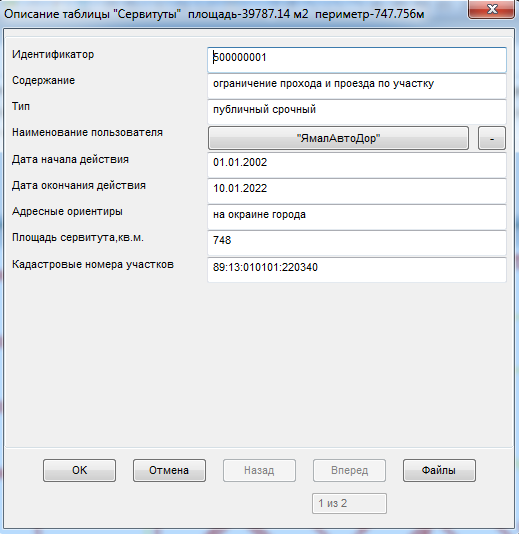 Описание таблицы "Сервитуты"  площадь-39787.14 м2  периметр-747.756м
Идентификатор 500000001
Содержание ограничение прохода и проезда по участку
Тип публичный срочный
Наименование пользователя "ЯмалАвтоДор" -
Дата начала действия 01.01.2002
Дата окончания действия 10.01.2022
Адресные ориентиры на окраине города
Площадь сервитута,кв.м. 748
Кадастровые номера участков 89:13:010101:220340
OK Отмена Назад Вперед Файлы
1 из 2